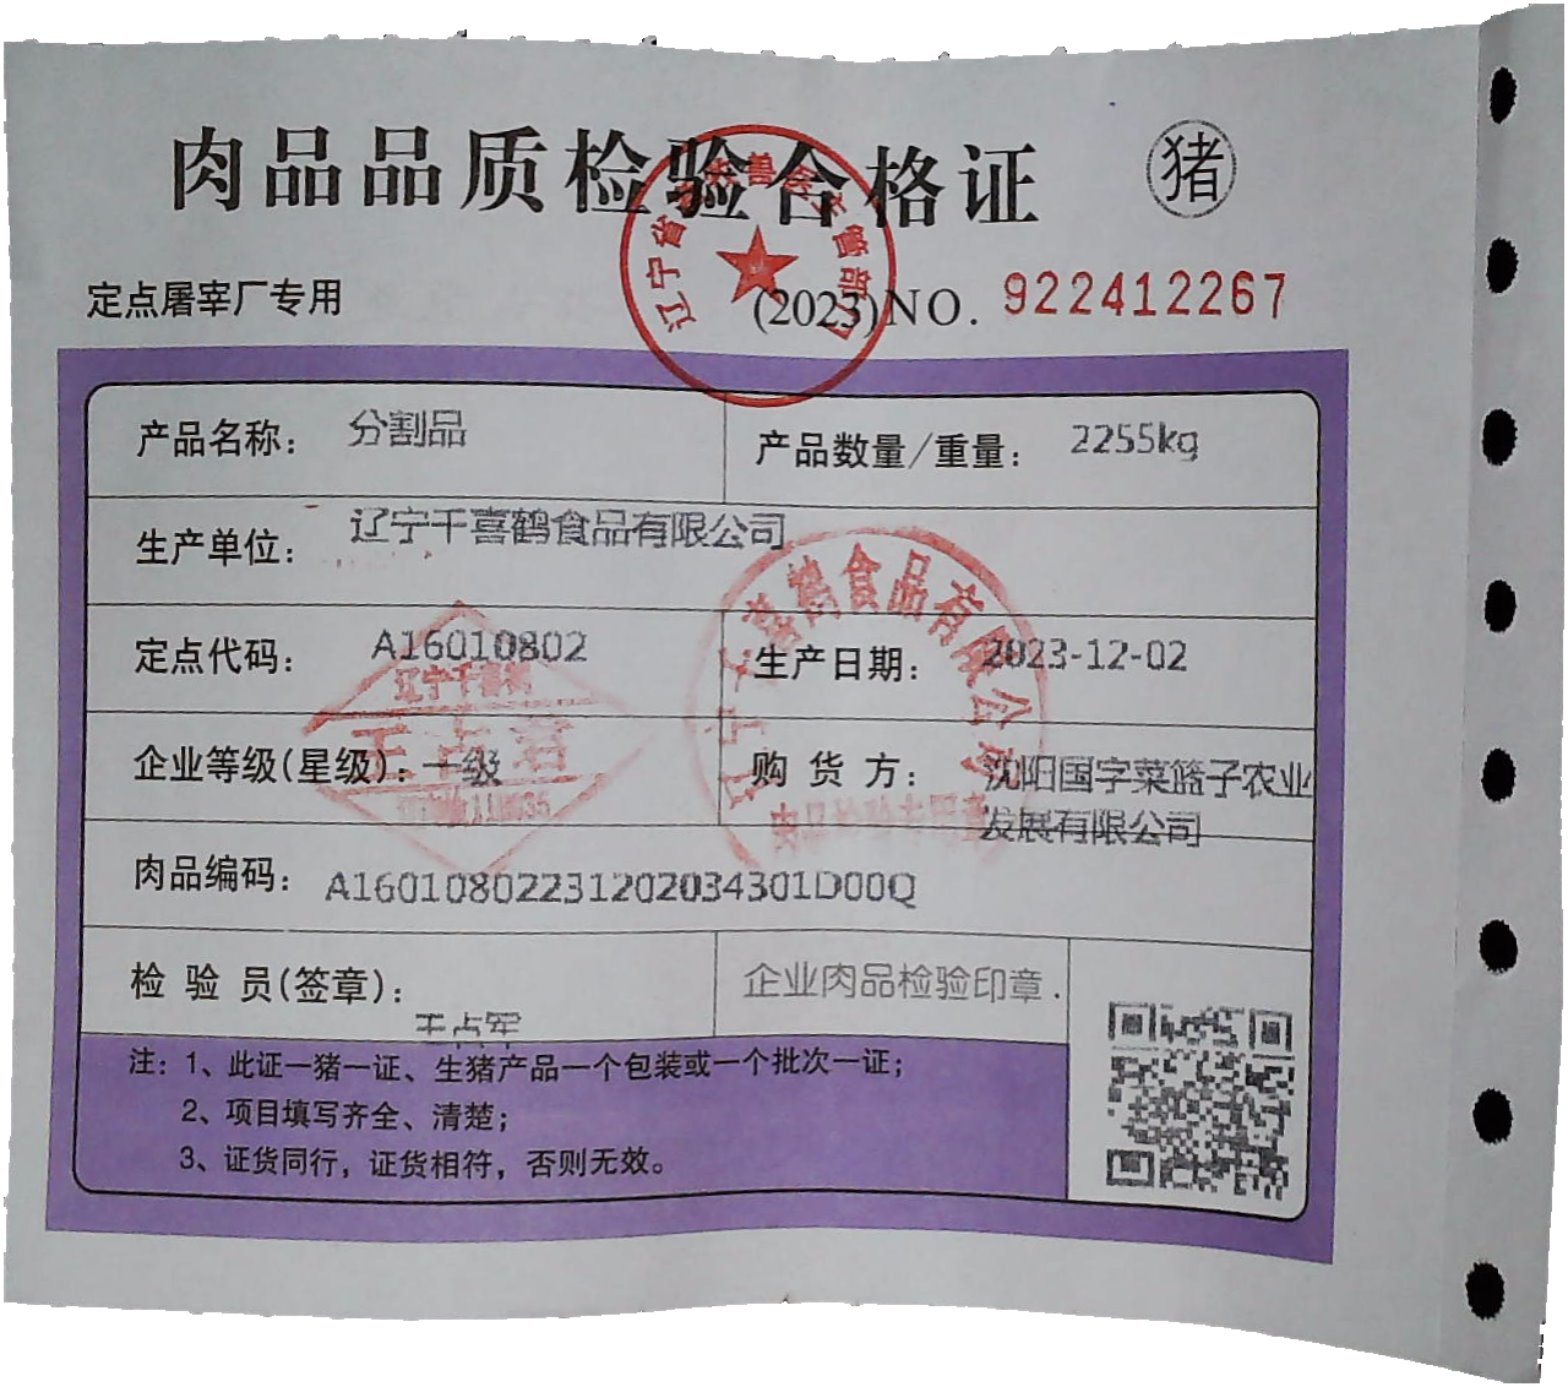 肉品品质检验合格证 猪
定点屠宰厂专用 (2023)NO. 922412267
产品名称: 分割品 产品数量/重量: 2255kg
生产单位: 辽宁千喜鹤食品有限公司
定点代码: A16010802 生产日期: 2023-12-02
企业等级(星级): 一级 购货方: 沈阳国字菜篮子农业
发展有限公司
肉品编码: A16010802231202034301D00Q
检验员(签章): 企业肉品检验印章.
注: 1、此证一猪一证、生猪产品一个包装或一个批次一证;
2、项目填写齐全、清楚;
3、证货同行, 证货相符, 否则无效。